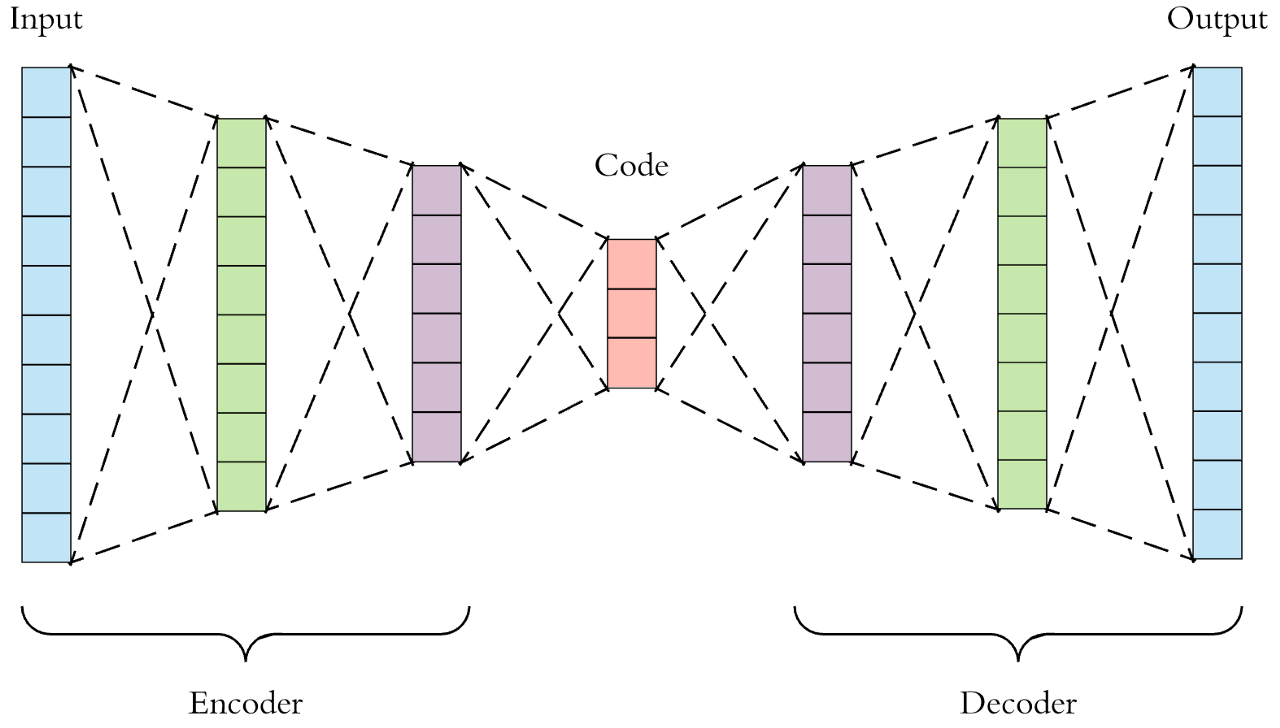 Input
Output
Code
Encoder
Decoder